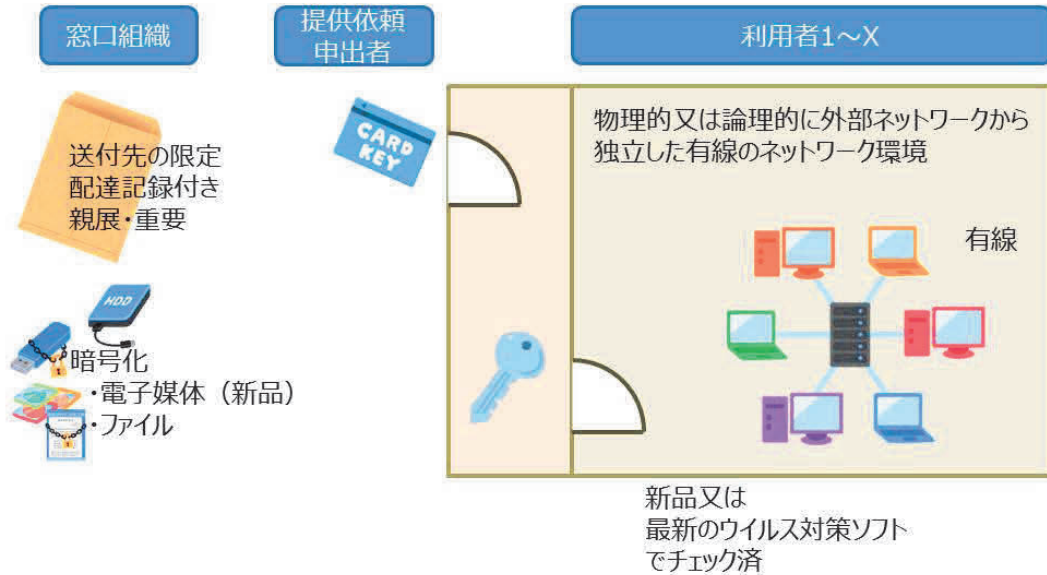 窓口組織
提供依頼
申出者
利用者1～X
送付先の限定
配達記録付き
親展・重要
CARD
KEY
物理的又は論理的に外部ネットワークから
独立した有線のネットワーク環境
有線
HDD
暗号化
・電子媒体（新品）
・ファイル
新品又は
最新のウイルス対策ソフト
でチェック済